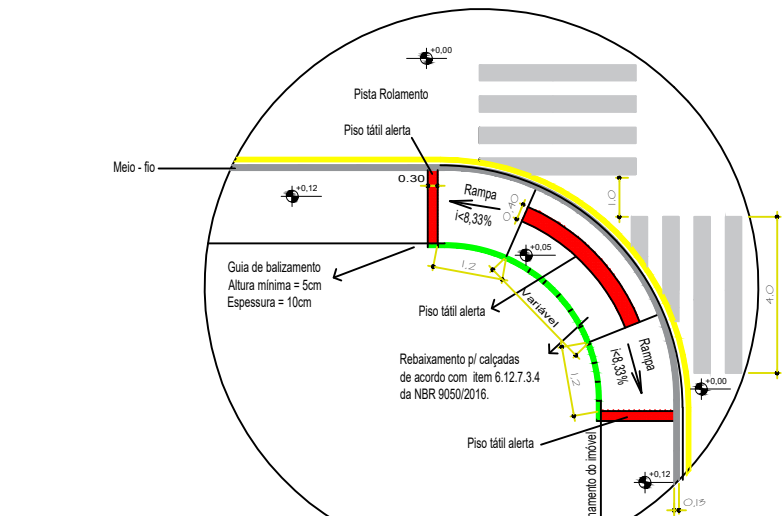 +0,00
Pista Rolamento
Piso tátil alerta
Meio - fio
0.30
+0,12
Rampa
i<8,33%
0.40
1.0
+0,05
1.2
Guia de balizamento
Altura mínima = 5cm
Espessura = 10cm
Variável
Piso tátil alerta
4.0
Rebaixamento p/ calçadas
de acordo com item 6.12.7.3.4
da NBR 9050/2016.
Rampa
i<8,33%
1.2
+0,00
Piso tátil alerta
namento do imóvel
+0,12
0,15